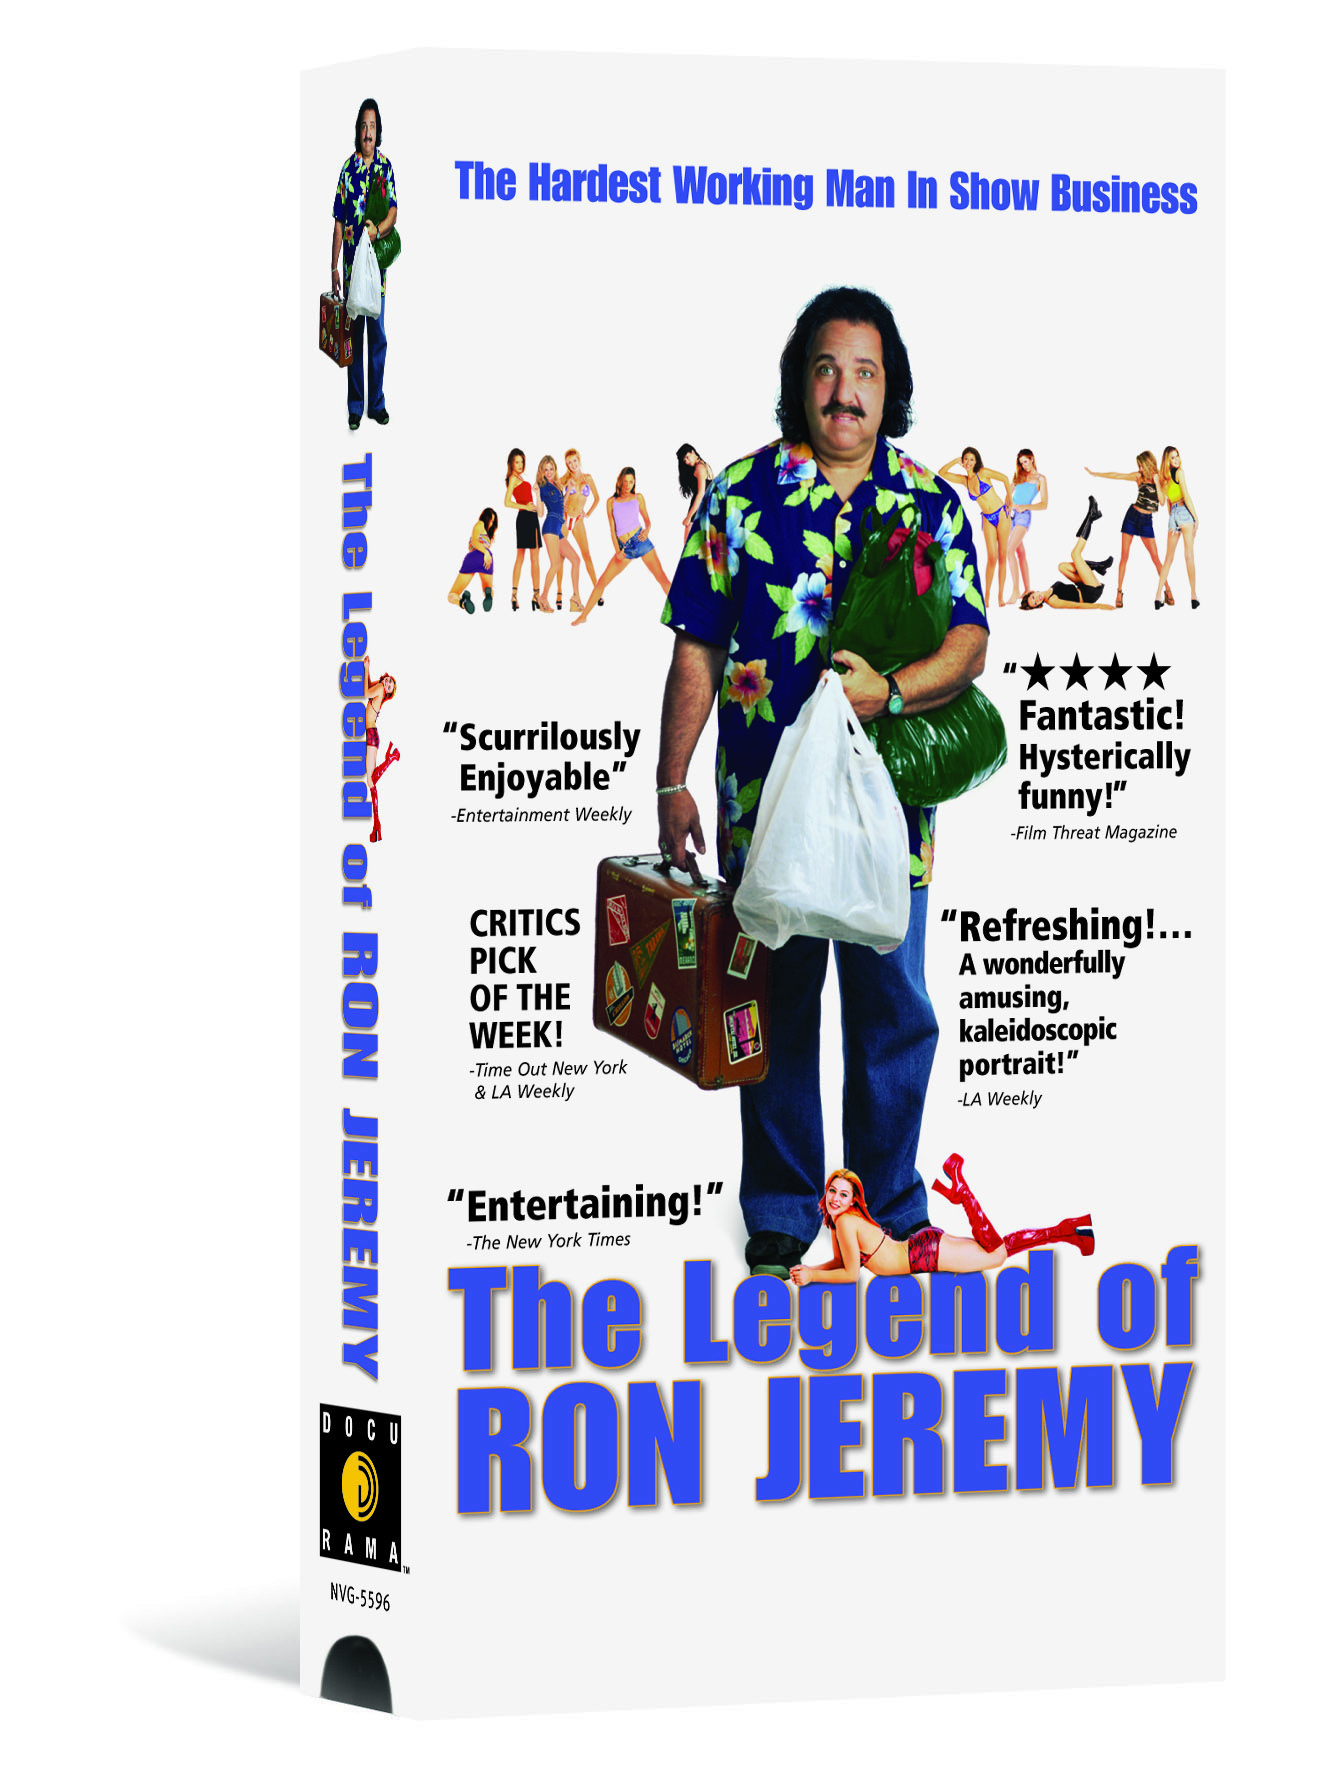 The Hardest Working Man In Show Business
“Scurrilously
Enjoyable”
-Entertainment Weekly
“★★★★
Fantastic!
Hysterically
funny!”
-Film Threat Magazine
CRITICS
PICK
OF THE
WEEK!
-Time Out New York
& LA Weekly
“Refreshing!...
A wonderfully
amusing,
kaleidoscopic
portrait!”
-LA Weekly
“Entertaining!”
-The New York Times
The Legend of
RON JEREMY
The Legend of RON JEREMY
DOCU
RAMA™
NVG-5596